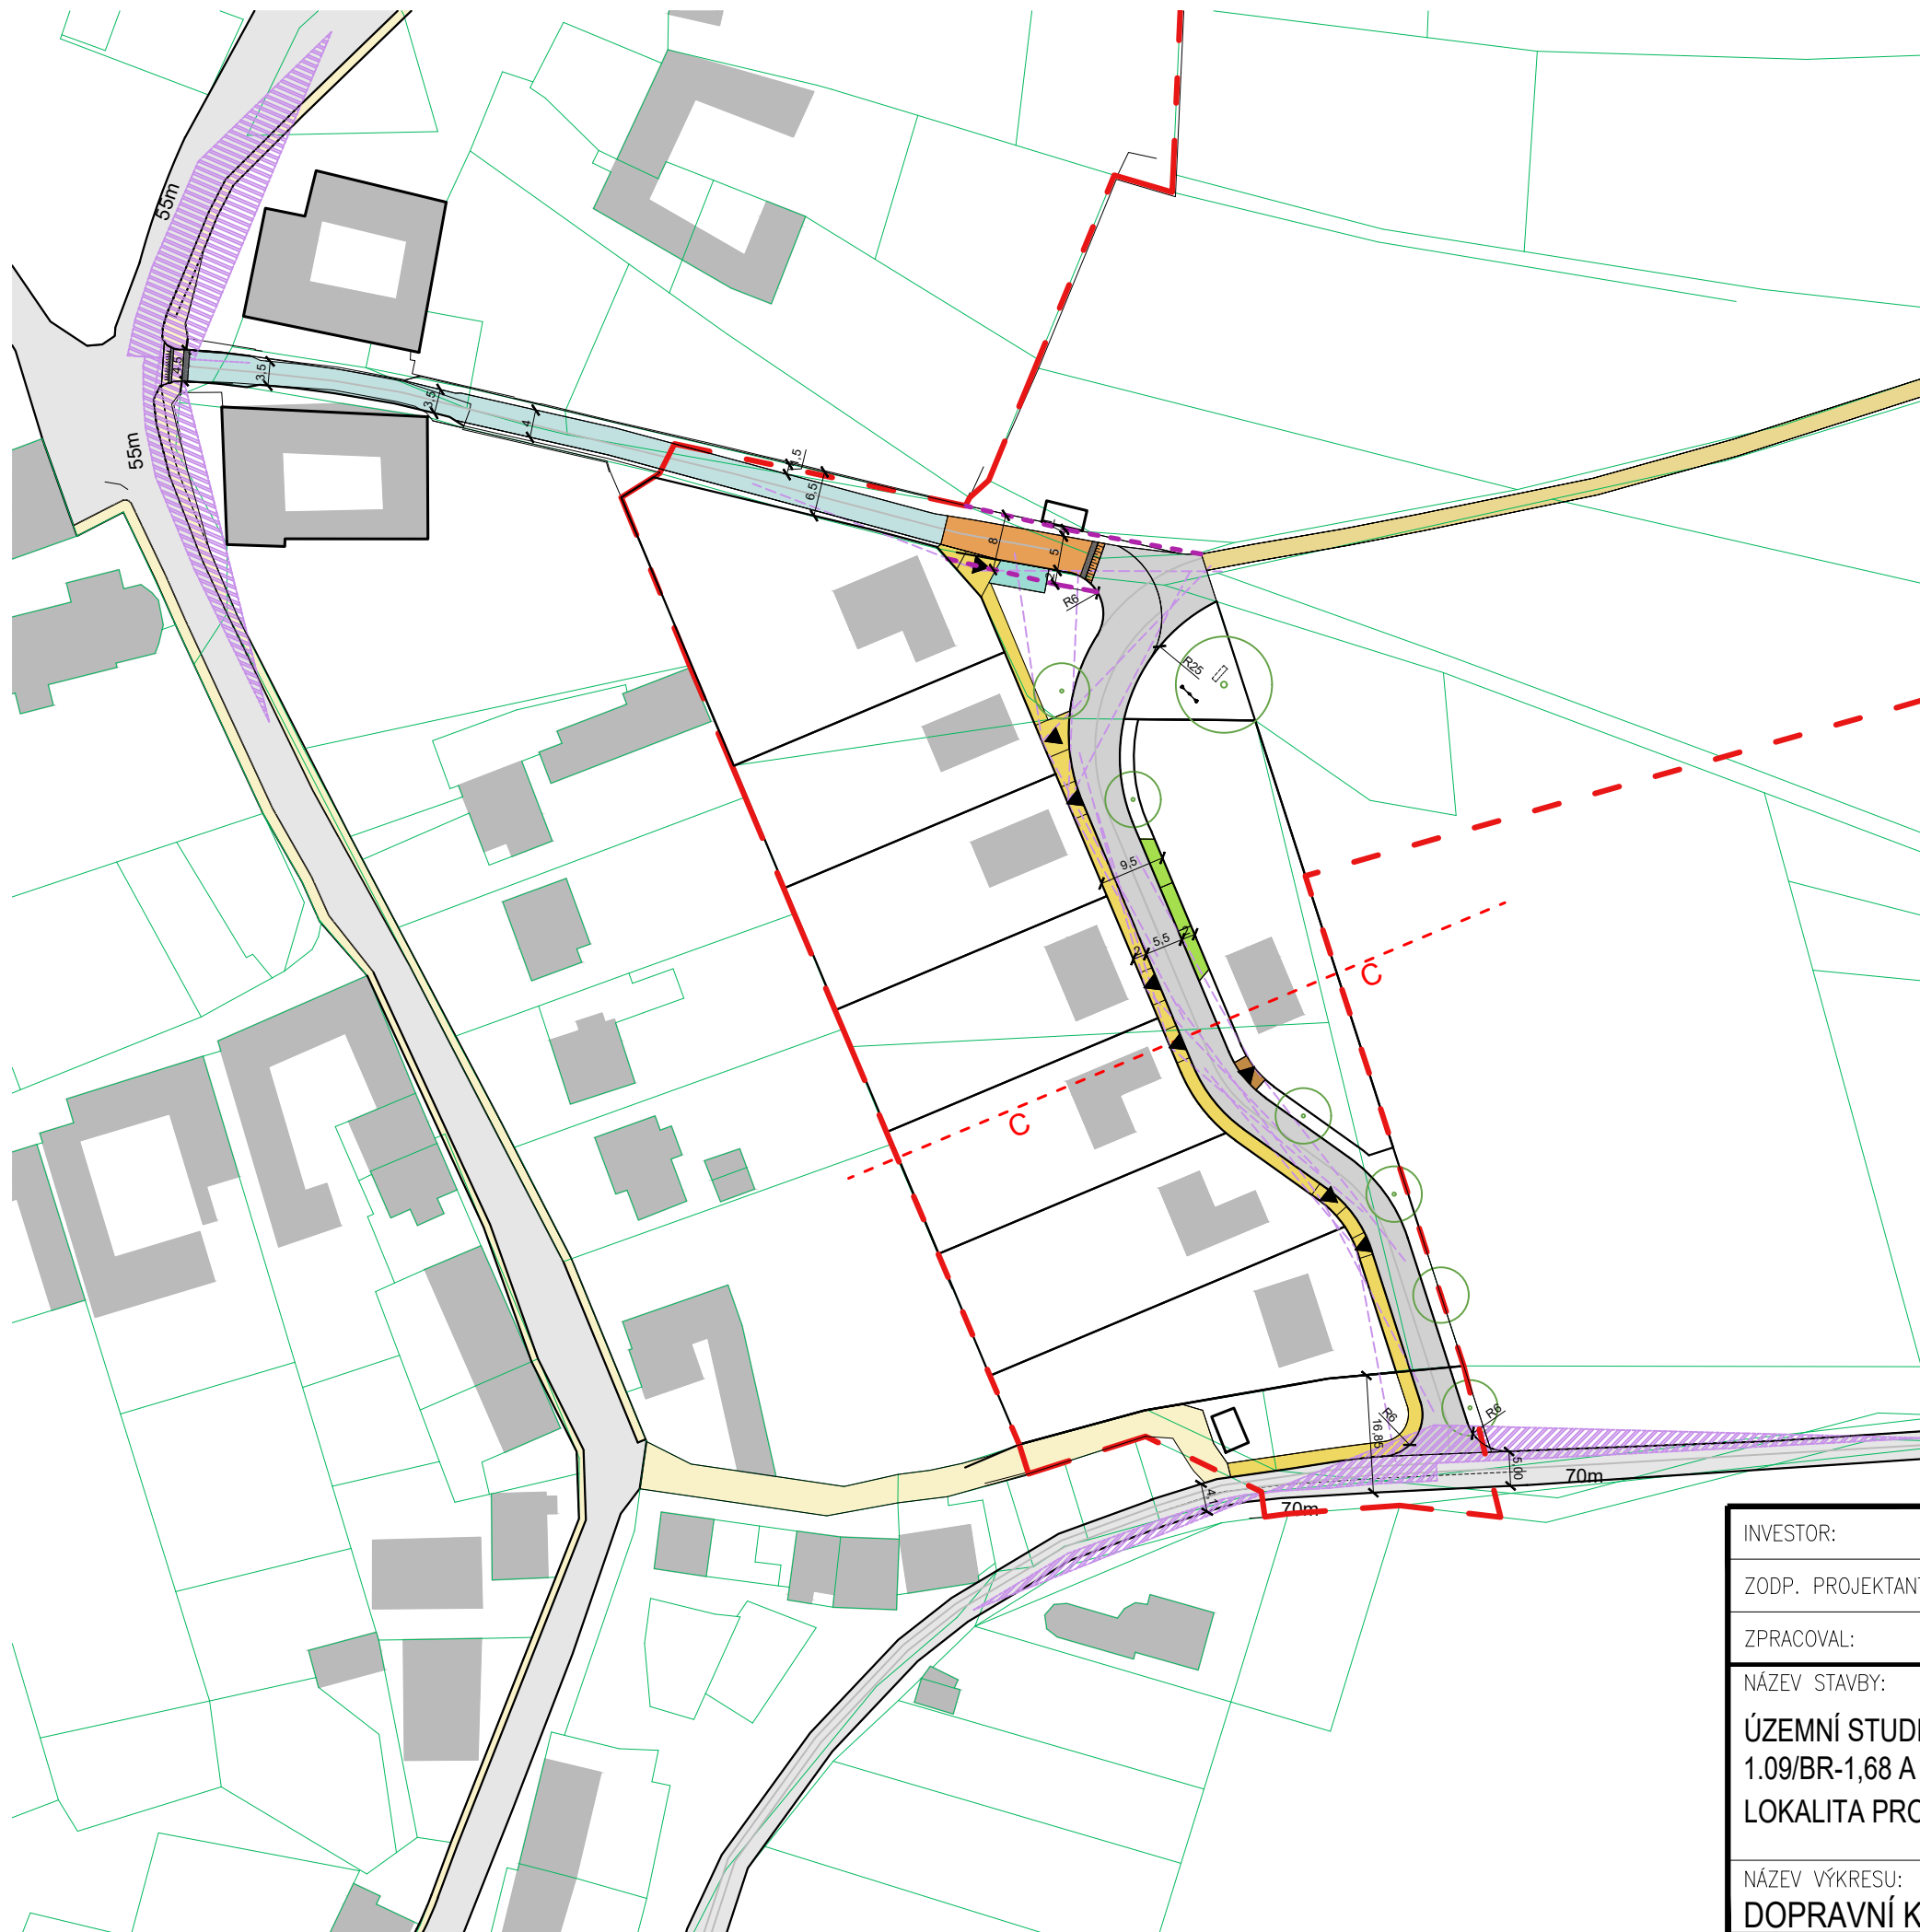 55m
4,5
3,5
3,5
4
55m
1,5
6,5
8
5
2
R6
R25
9,5
2
5,5
2
C
C
R6
16,85
R6
5,00
70m
4,1
70m
INVESTOR:
ZODP. PROJEKTANT
ZPRACOVAL:
NÁZEV STAVBY:
ÚZEMNÍ STUDI
1.09/BR-1,68 A
LOKALITA PRO
NÁZEV VÝKRESU:
DOPRAVNÍ K